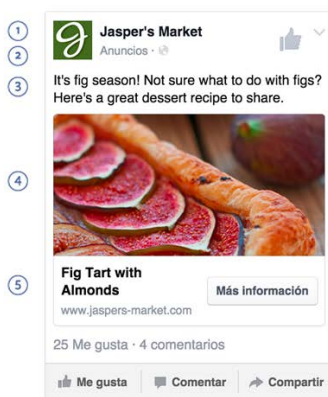 1
Jasper's Market
2
Anuncios ·
3
It's fig season! Not sure what to do with figs?
Here's a great dessert recipe to share.
4
5
Fig Tart with
Almonds
Más información
www.jaspers-market.com
25 Me gusta · 4 comentarios
Me gusta Comentar Compartir